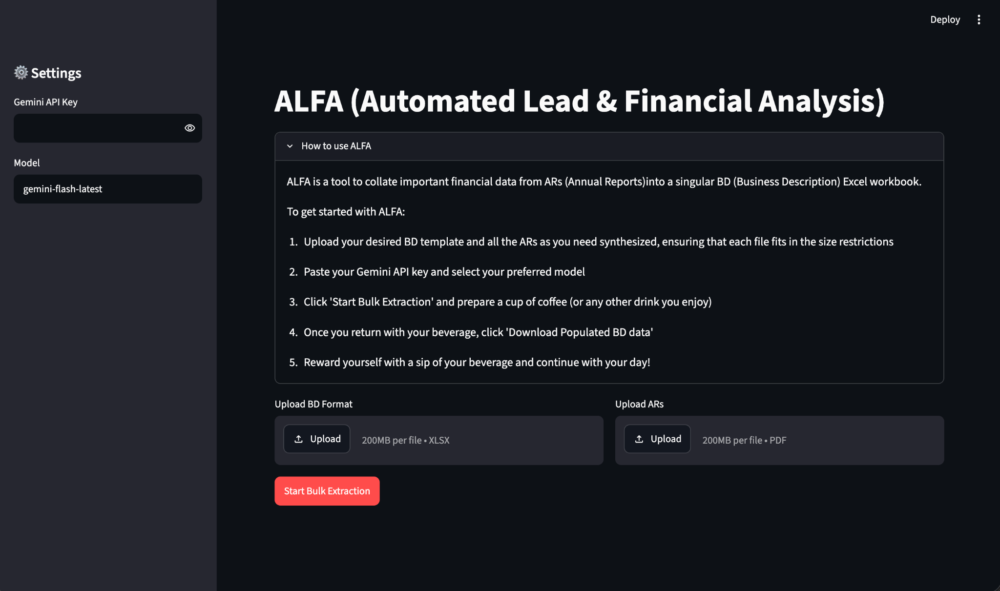 Deploy
Settings
Gemini API Key
Model
gemini-flash-latest
ALFA (Automated Lead & Financial Analysis)
How to use ALFA
ALFA is a tool to collate important financial data from ARs (Annual Reports)into a singular BD (Business Description) Excel workbook.
To get started with ALFA:
1. Upload your desired BD template and all the ARs as you need synthesized, ensuring that each file fits in the size restrictions
2. Paste your Gemini API key and select your preferred model
3. Click 'Start Bulk Extraction' and prepare a cup of coffee (or any other drink you enjoy)
4. Once you return with your beverage, click 'Download Populated BD data'
5. Reward yourself with a sip of your beverage and continue with your day!
Upload BD Format
Upload
200MB per file • XLSX
Upload ARs
Upload
200MB per file • PDF
Start Bulk Extraction